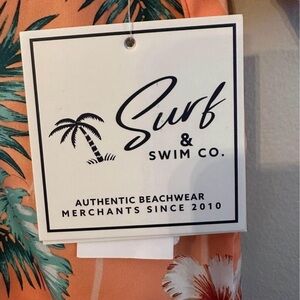 Surf
&
SWIM CO.
AUTHENTIC BEACHWEAR
MERCHANTS SINCE 2010